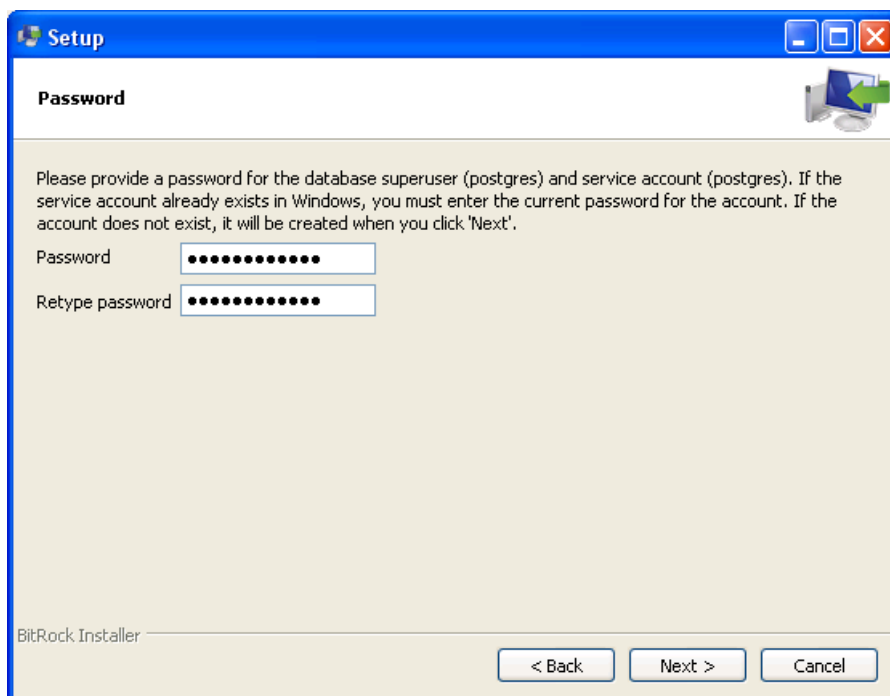 Setup
Password
Please provide a password for the database superuser (postgres) and service account (postgres). If the
service account already exists in Windows, you must enter the current password for the account. If the
account does not exist, it will be created when you click 'Next'.
Password ●●●●●●●●●●●●
Retype password ●●●●●●●●●●●●
BitRock Installer
< Back Next > Cancel